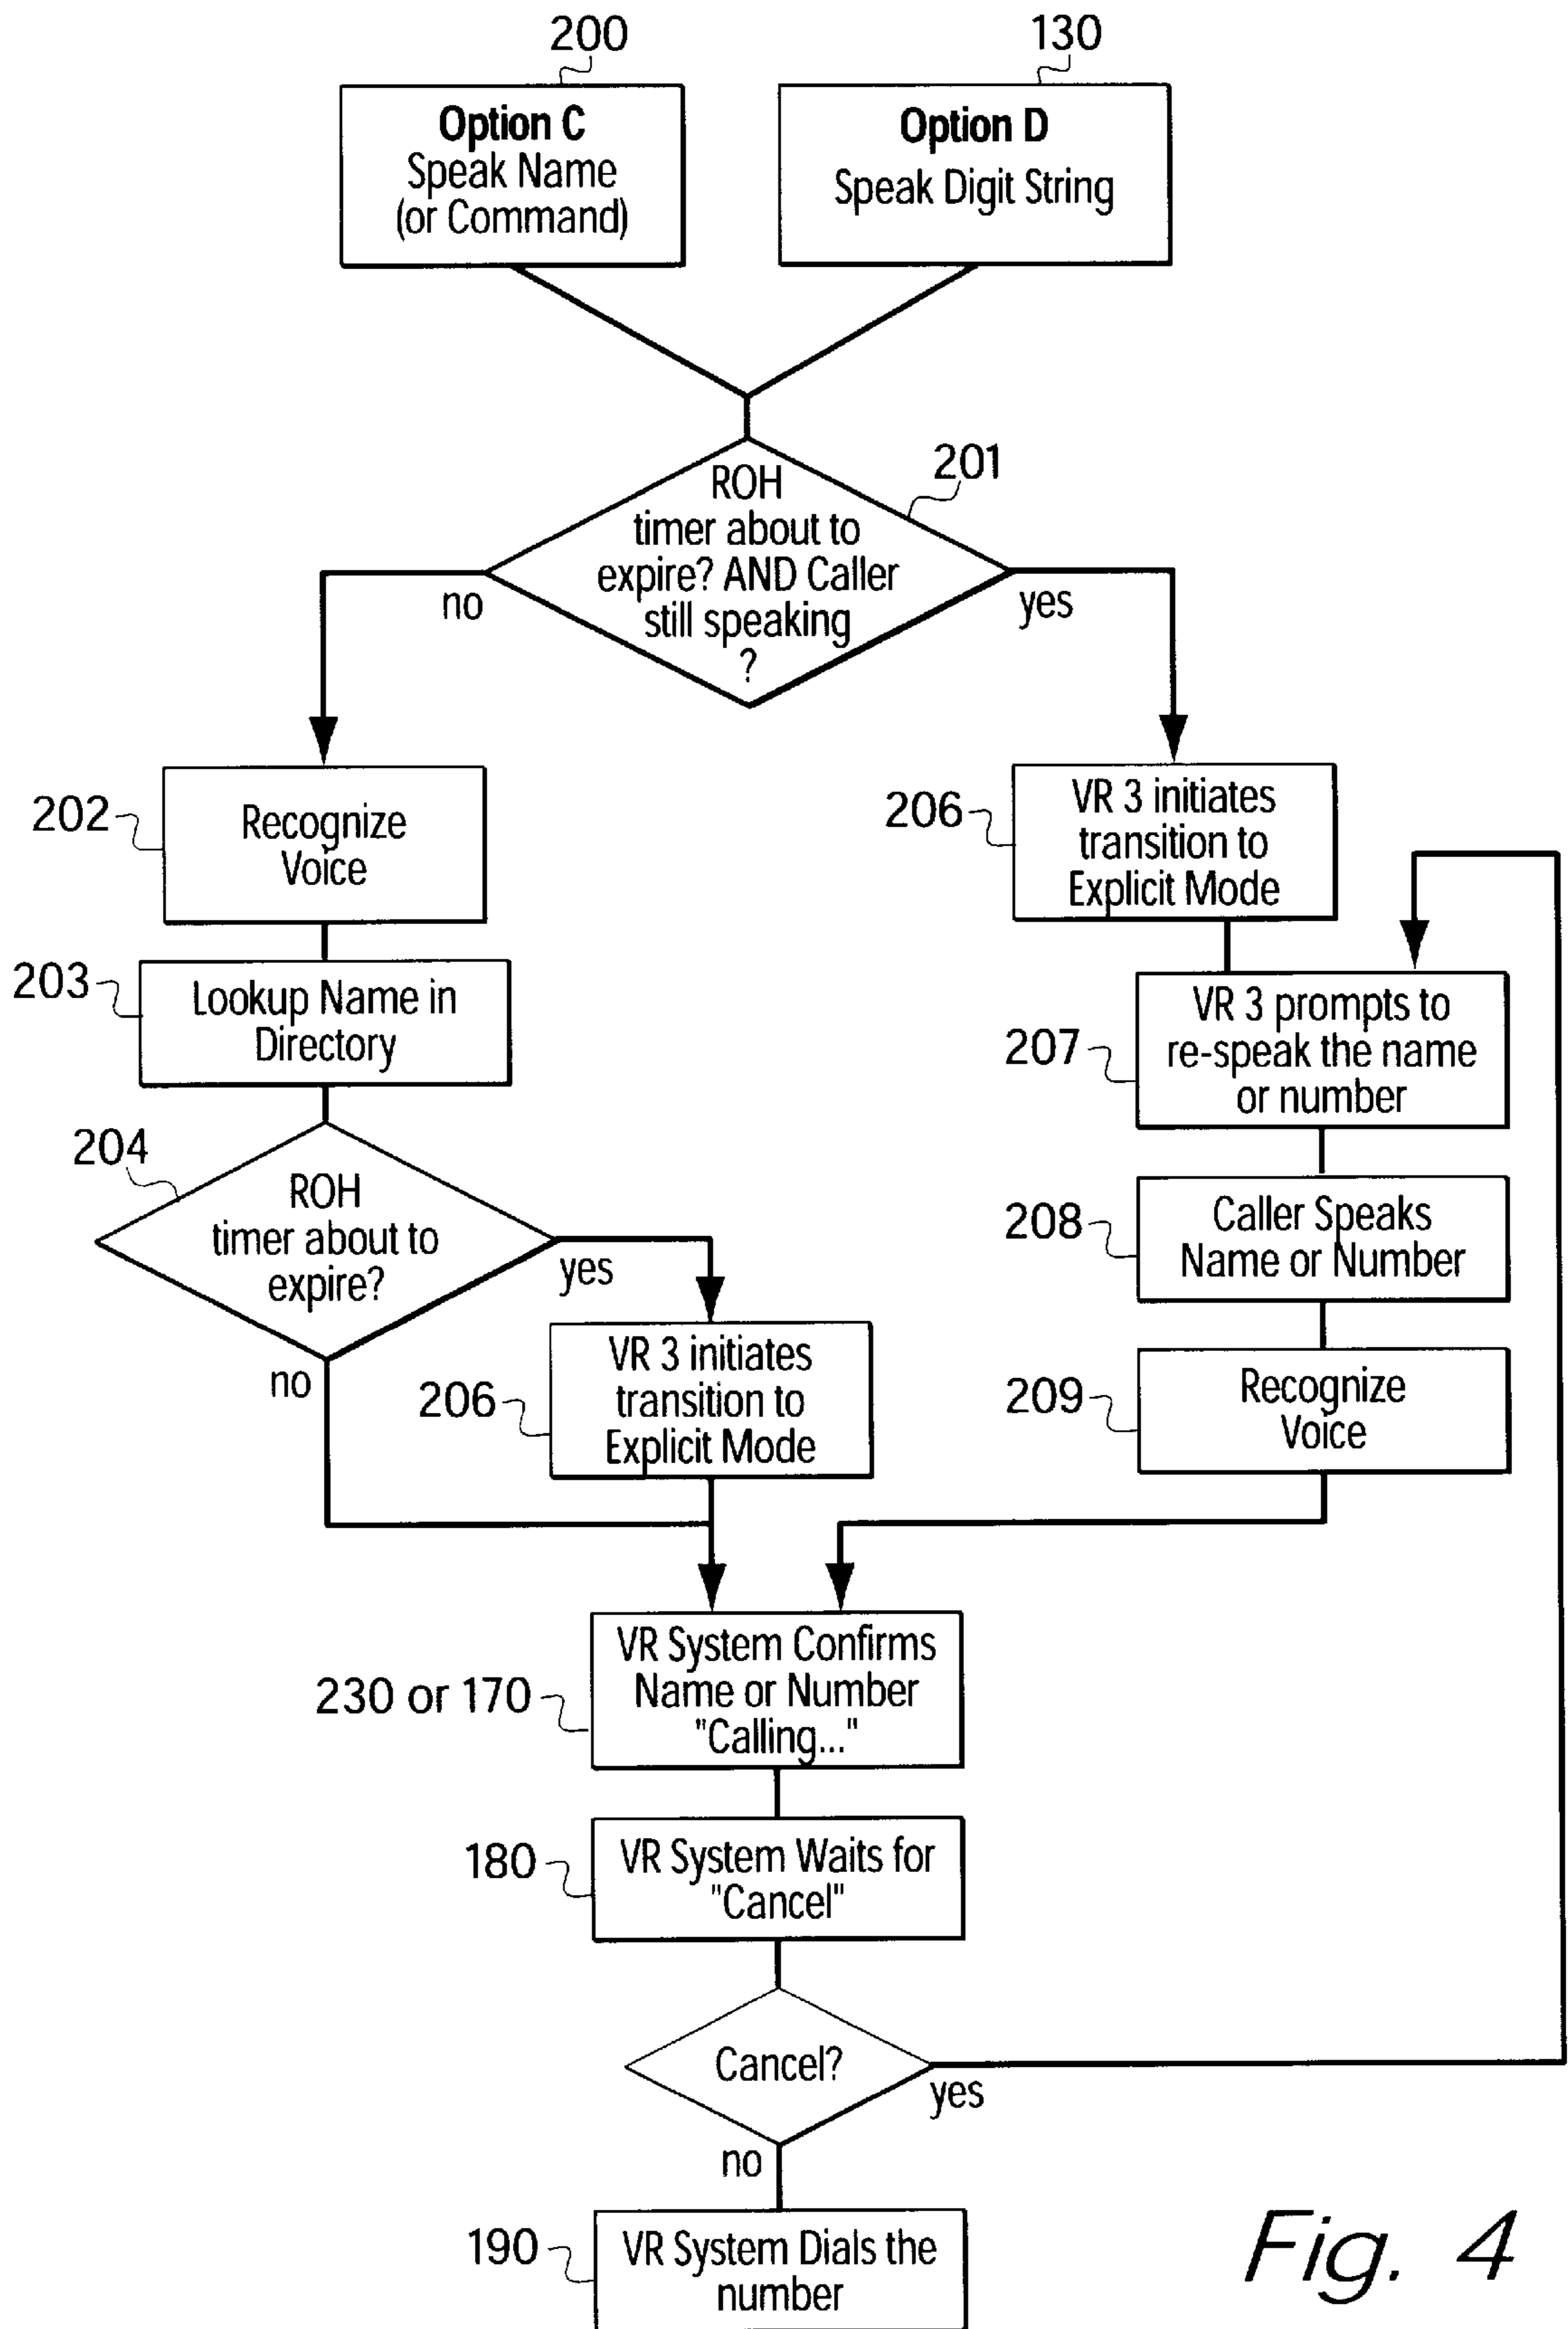 200
130
Option C
Speak Name
(or Command)
Option D
Speak Digit String
201
ROH
timer about to
expire? AND Caller
still speaking
?
no
yes
202
Recognize
Voice
206
VR 3 initiates
transition to
Explicit Mode
203
Lookup Name in
Directory
207
VR 3 prompts to
re-speak the name
or number
204
ROH
timer about to
expire?
yes
no
208
Caller Speaks
Name or Number
206
VR 3 initiates
transition to
Explicit Mode
209
Recognize
Voice
230 or 170
VR System Confirms
Name or Number
"Calling..."
180
VR System Waits for
"Cancel"
Cancel?
yes
no
190
VR System Dials the
number
Fig. 4